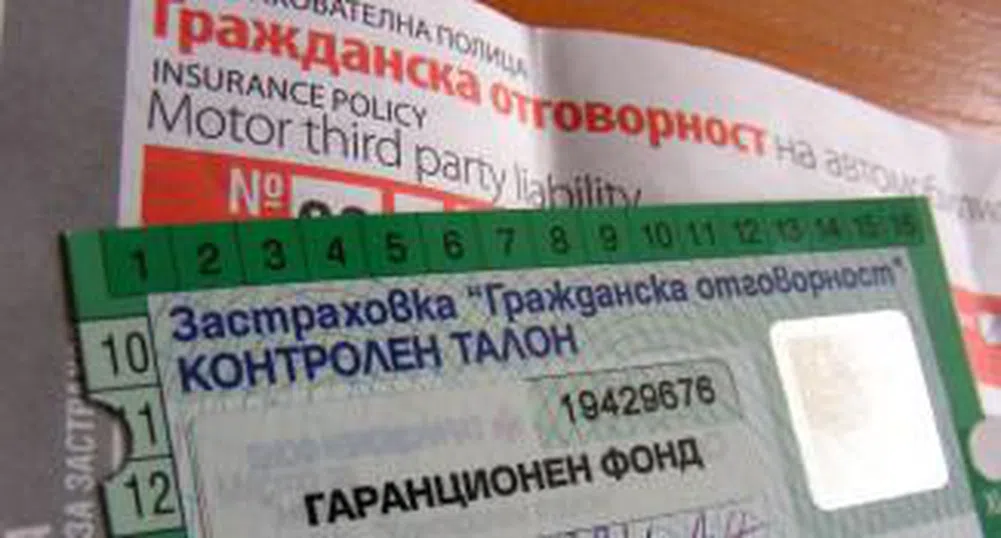 ПОЛИЦА
Гражданска отговорност на
INSURANCE POLICY
Motor third party liability
№
1 2 3 4 5 6 7 8 9 10 11 12 13 14 15 16
Застраховка "Гражданска отговорност"
КОНТРОЛЕН ТАЛОН
10
19429676
11
ГАРАНЦИОНЕН ФОНД
12
ЗА